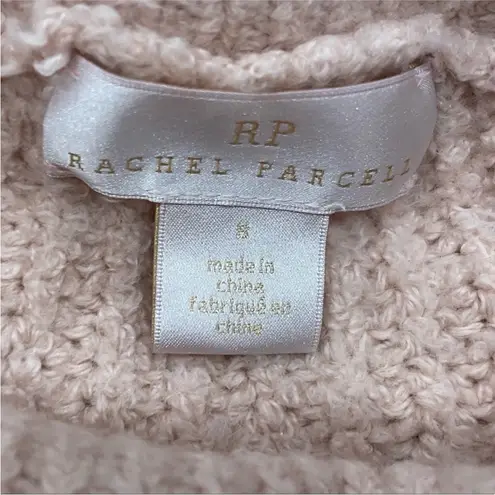 RP
RACHEL PARCELL
S
made in
china
fabriqué en
chine